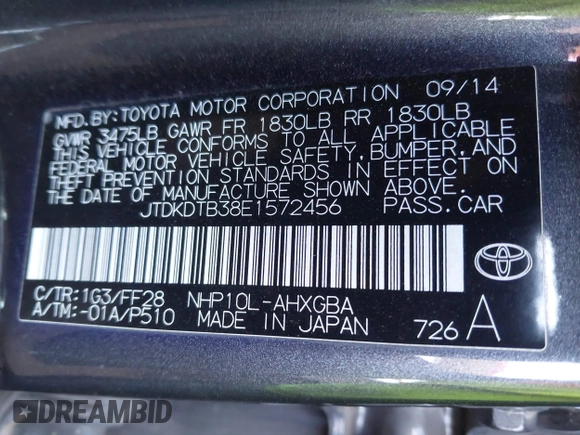 MFD.BY:TOYOTA MOTOR CORPORATION 09/14
GVWR 3475LB GAWR FR 1830LB RR 1830LB
THIS VEHICLE CONFORMS TO ALL APPLICABLE
FEDERAL MOTOR VEHICLE SAFETY,BUMPER,AND
THEFT PREVENTION STANDARDS IN EFFECT ON
THE DATE OF MANUFACTURE SHOWN ABOVE.
JTDKDTB38E1572456 PASS.CAR
C/TR:1G3/FF28 NHP10L-AHXGBA
A/TM:-01A/P510 MADE IN JAPAN 726 A
DREAMBID